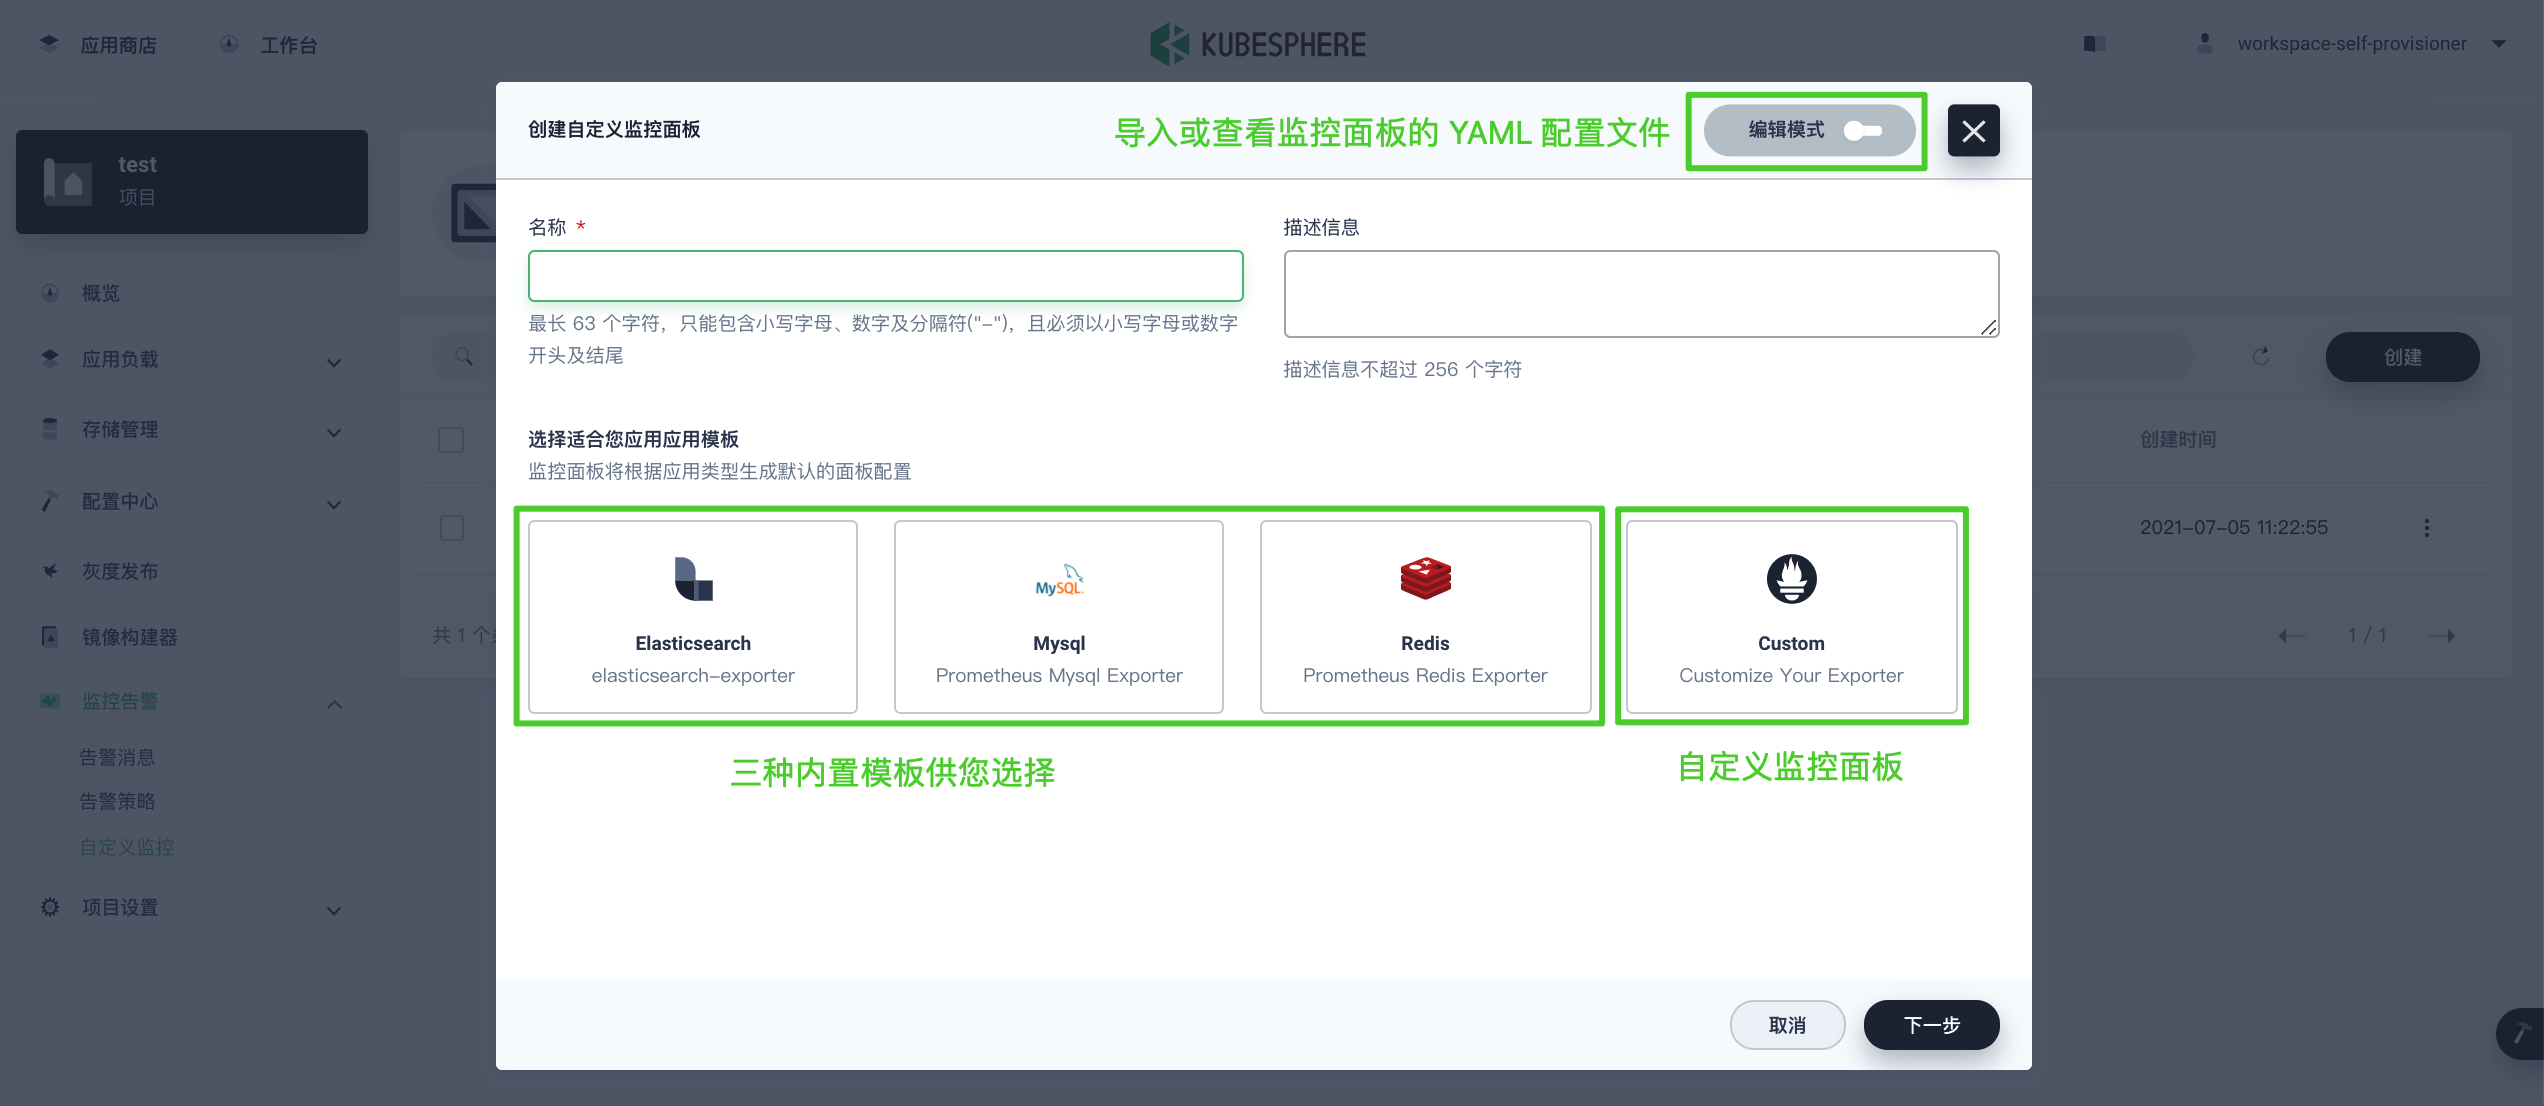 应用商店
工作台
KUBESPHERE
workspace-self-provisioner
test
项目
概览
应用负载
存储管理
配置中心
灰度发布
镜像构建器
监控告警
告警消息
告警策略
自定义监控
项目设置
创建自定义监控面板
导入或查看监控面板的 YAML 配置文件
编辑模式
名称 *
最长 63 个字符，只能包含小写字母、数字及分隔符("-")，且必须以小写字母或数字
开头及结尾
描述信息
描述信息不超过 256 个字符
选择适合您应用应用模板
监控面板将根据应用类型生成默认的面板配置
Elasticsearch
elasticsearch-exporter
MySQL
Mysql
Prometheus Mysql Exporter
Redis
Prometheus Redis Exporter
Custom
Customize Your Exporter
三种内置模板供您选择
自定义监控面板
取消
下一步
创建
创建时间
2021-07-05 11:22:55
共 1 个
1 / 1